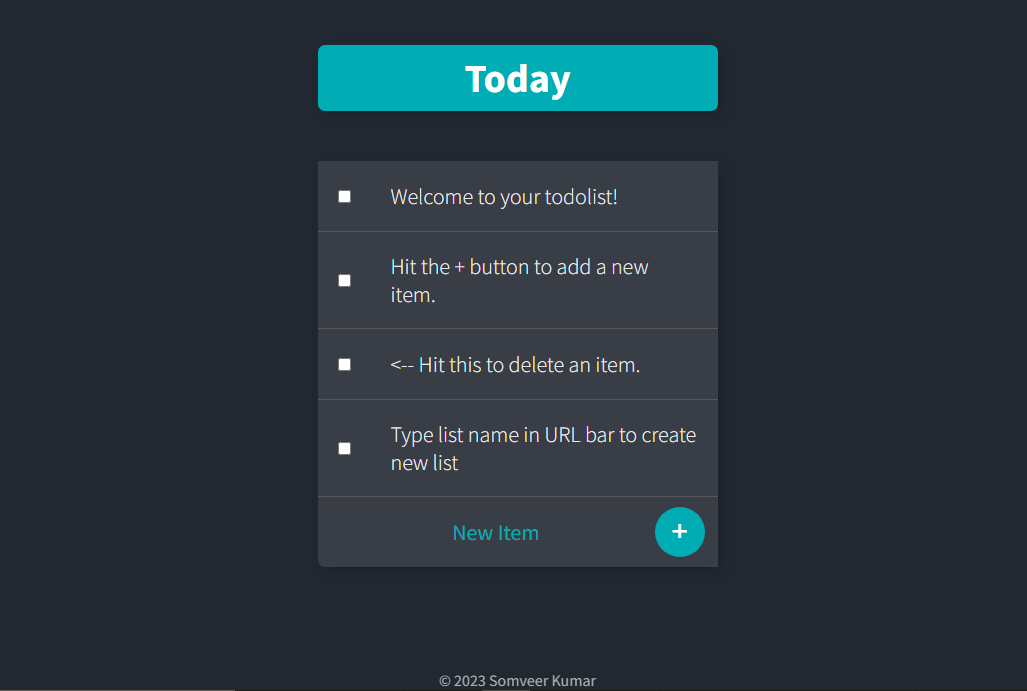 Today
Welcome to your todolist!
Hit the + button to add a new
item.
<-- Hit this to delete an item.
Type list name in URL bar to create
new list
New Item +
© 2023 Somveer Kumar